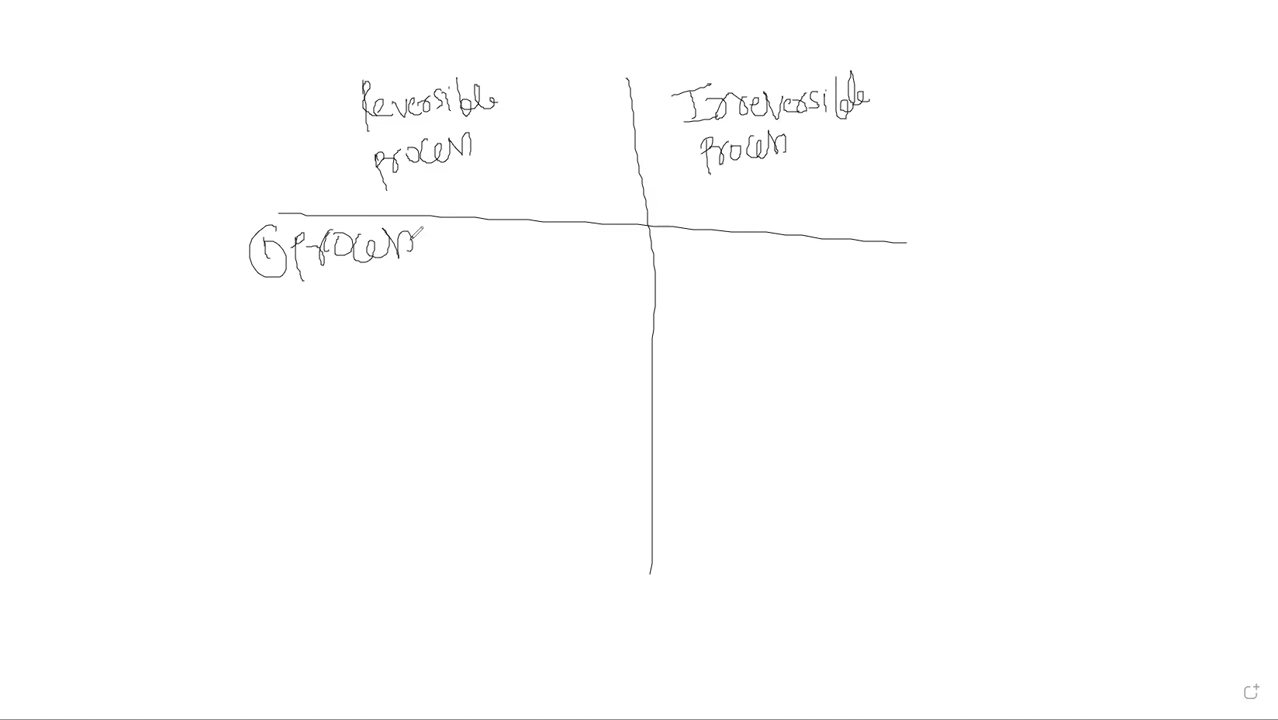 Reversible
process
Irreversible
process
① process